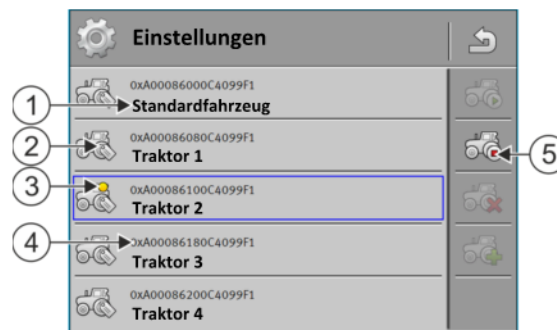 Einstellungen
0xA00086000C4099F1
Standardfahrzeug
0xA00086080C4099F1
Traktor 1
0xA00086100C4099F1
Traktor 2
0xA00086180C4099F1
Traktor 3
0xA00086200C4099F1
Traktor 4
1
2
3
4
5